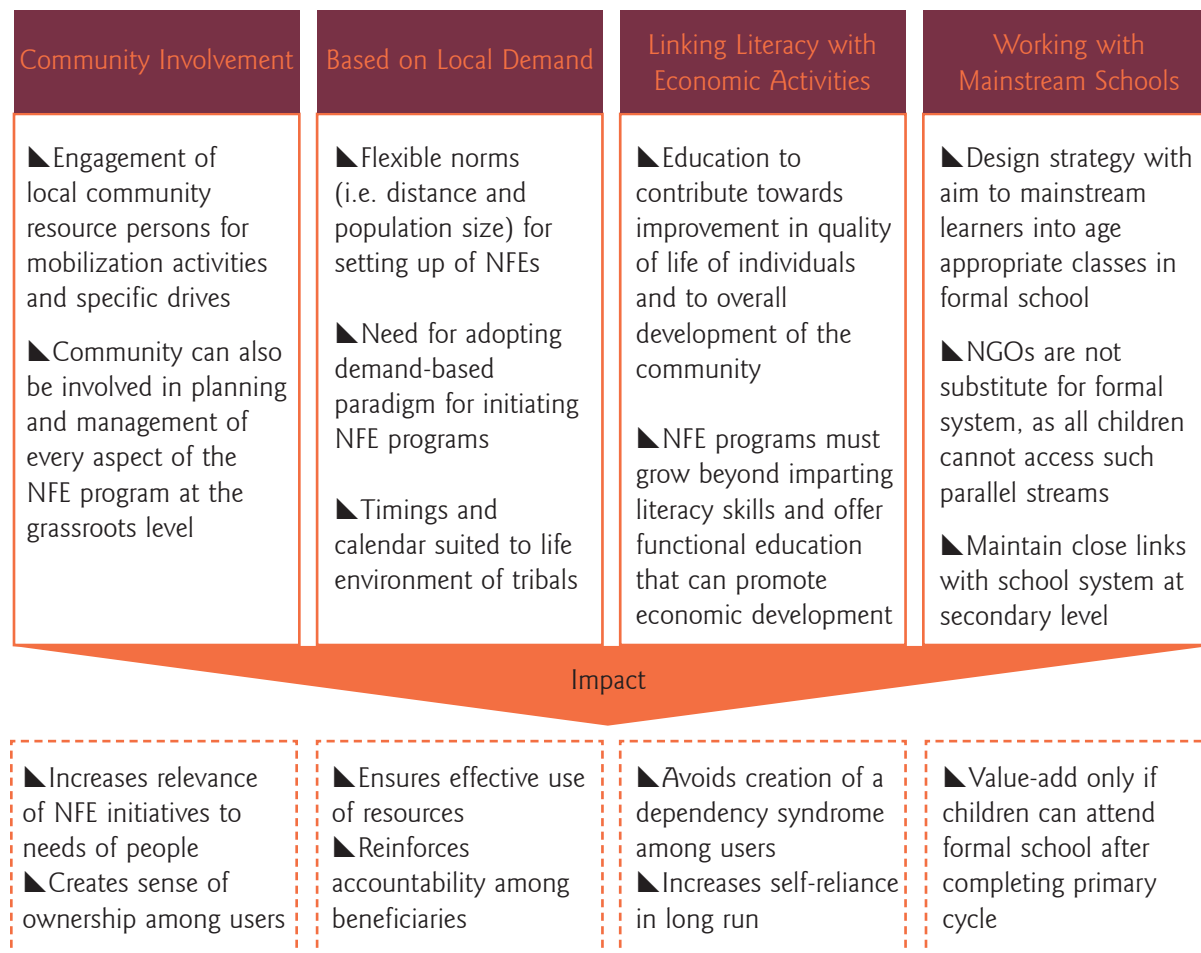 Community Involvement
◣Engagement of
local community
resource persons for
mobilization activities
and specific drives
◣Community can also
be involved in planning
and management of
every aspect of the
NFE program at the
grassroots level
Based on Local Demand
◣Flexible norms
(i.e. distance and
population size) for
setting up of NFEs
◣Need for adopting
demand-based
paradigm for initiating
NFE programs
◣Timings and
calendar suited to life
environment of tribals
Linking Literacy with
Economic Activities
◣Education to
contribute towards
improvement in quality
of life of individuals
and to overall
development of the
community
◣NFE programs must
grow beyond imparting
literacy skills and offer
functional education
that can promote
economic development
Working with
Mainstream Schools
◣Design strategy with
aim to mainstream
learners into age
appropriate classes in
formal school
◣NGOs are not
substitute for formal
system, as all children
cannot access such
parallel streams
◣Maintain close links
with school system at
secondary level
Impact
◣Increases relevance
of NFE initiatives to
needs of people
◣Creates sense of
ownership among users
◣Ensures effective use
of resources
◣Reinforces
accountability among
beneficiaries
◣Avoids creation of a
dependency syndrome
among users
◣Increases self-reliance
in long run
◣Value-add only if
children can attend
formal school after
completing primary
cycle